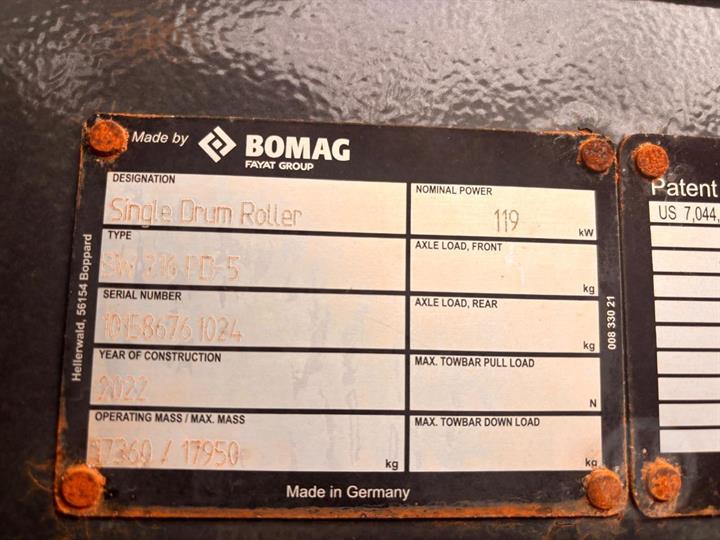 Made by BOMAG
FAYAT GROUP
DESIGNATION
Single Drum Roller
NOMINAL POWER
119
kW
TYPE
BW 216 PD-5
AXLE LOAD, FRONT
kg
SERIAL NUMBER
101586761024
AXLE LOAD, REAR
kg
YEAR OF CONSTRUCTION
2022
MAX. TOWBAR PULL LOAD
N
OPERATING MASS / MAX. MASS
17360 / 17950
kg
MAX. TOWBAR DOWN LOAD
kg
Made in Germany
Hellerwald, 56154 Boppard
008 330 21
Patent
US 7,044,